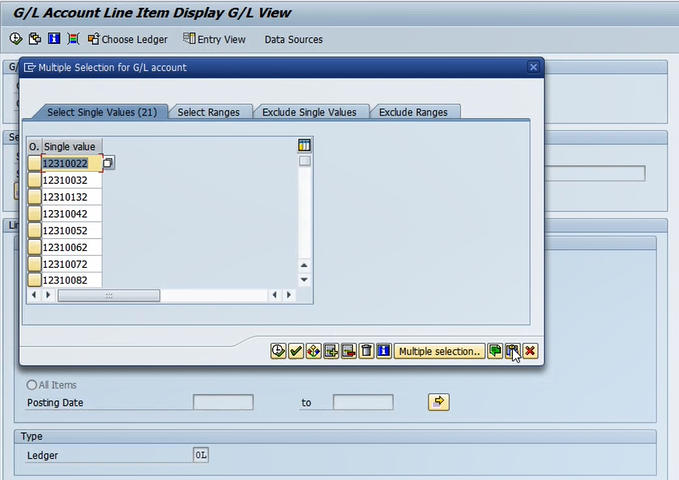 G/L Account Line Item Display G/L View
Choose Ledger Entry View Data Sources
Multiple Selection for G/L account
Select Single Values (21) Select Ranges Exclude Single Values Exclude Ranges
O. Single value
12310022
12310032
12310132
12310042
12310052
12310062
12310072
12310082
Multiple selection..
All Items
Posting Date to
Type
Ledger 0L